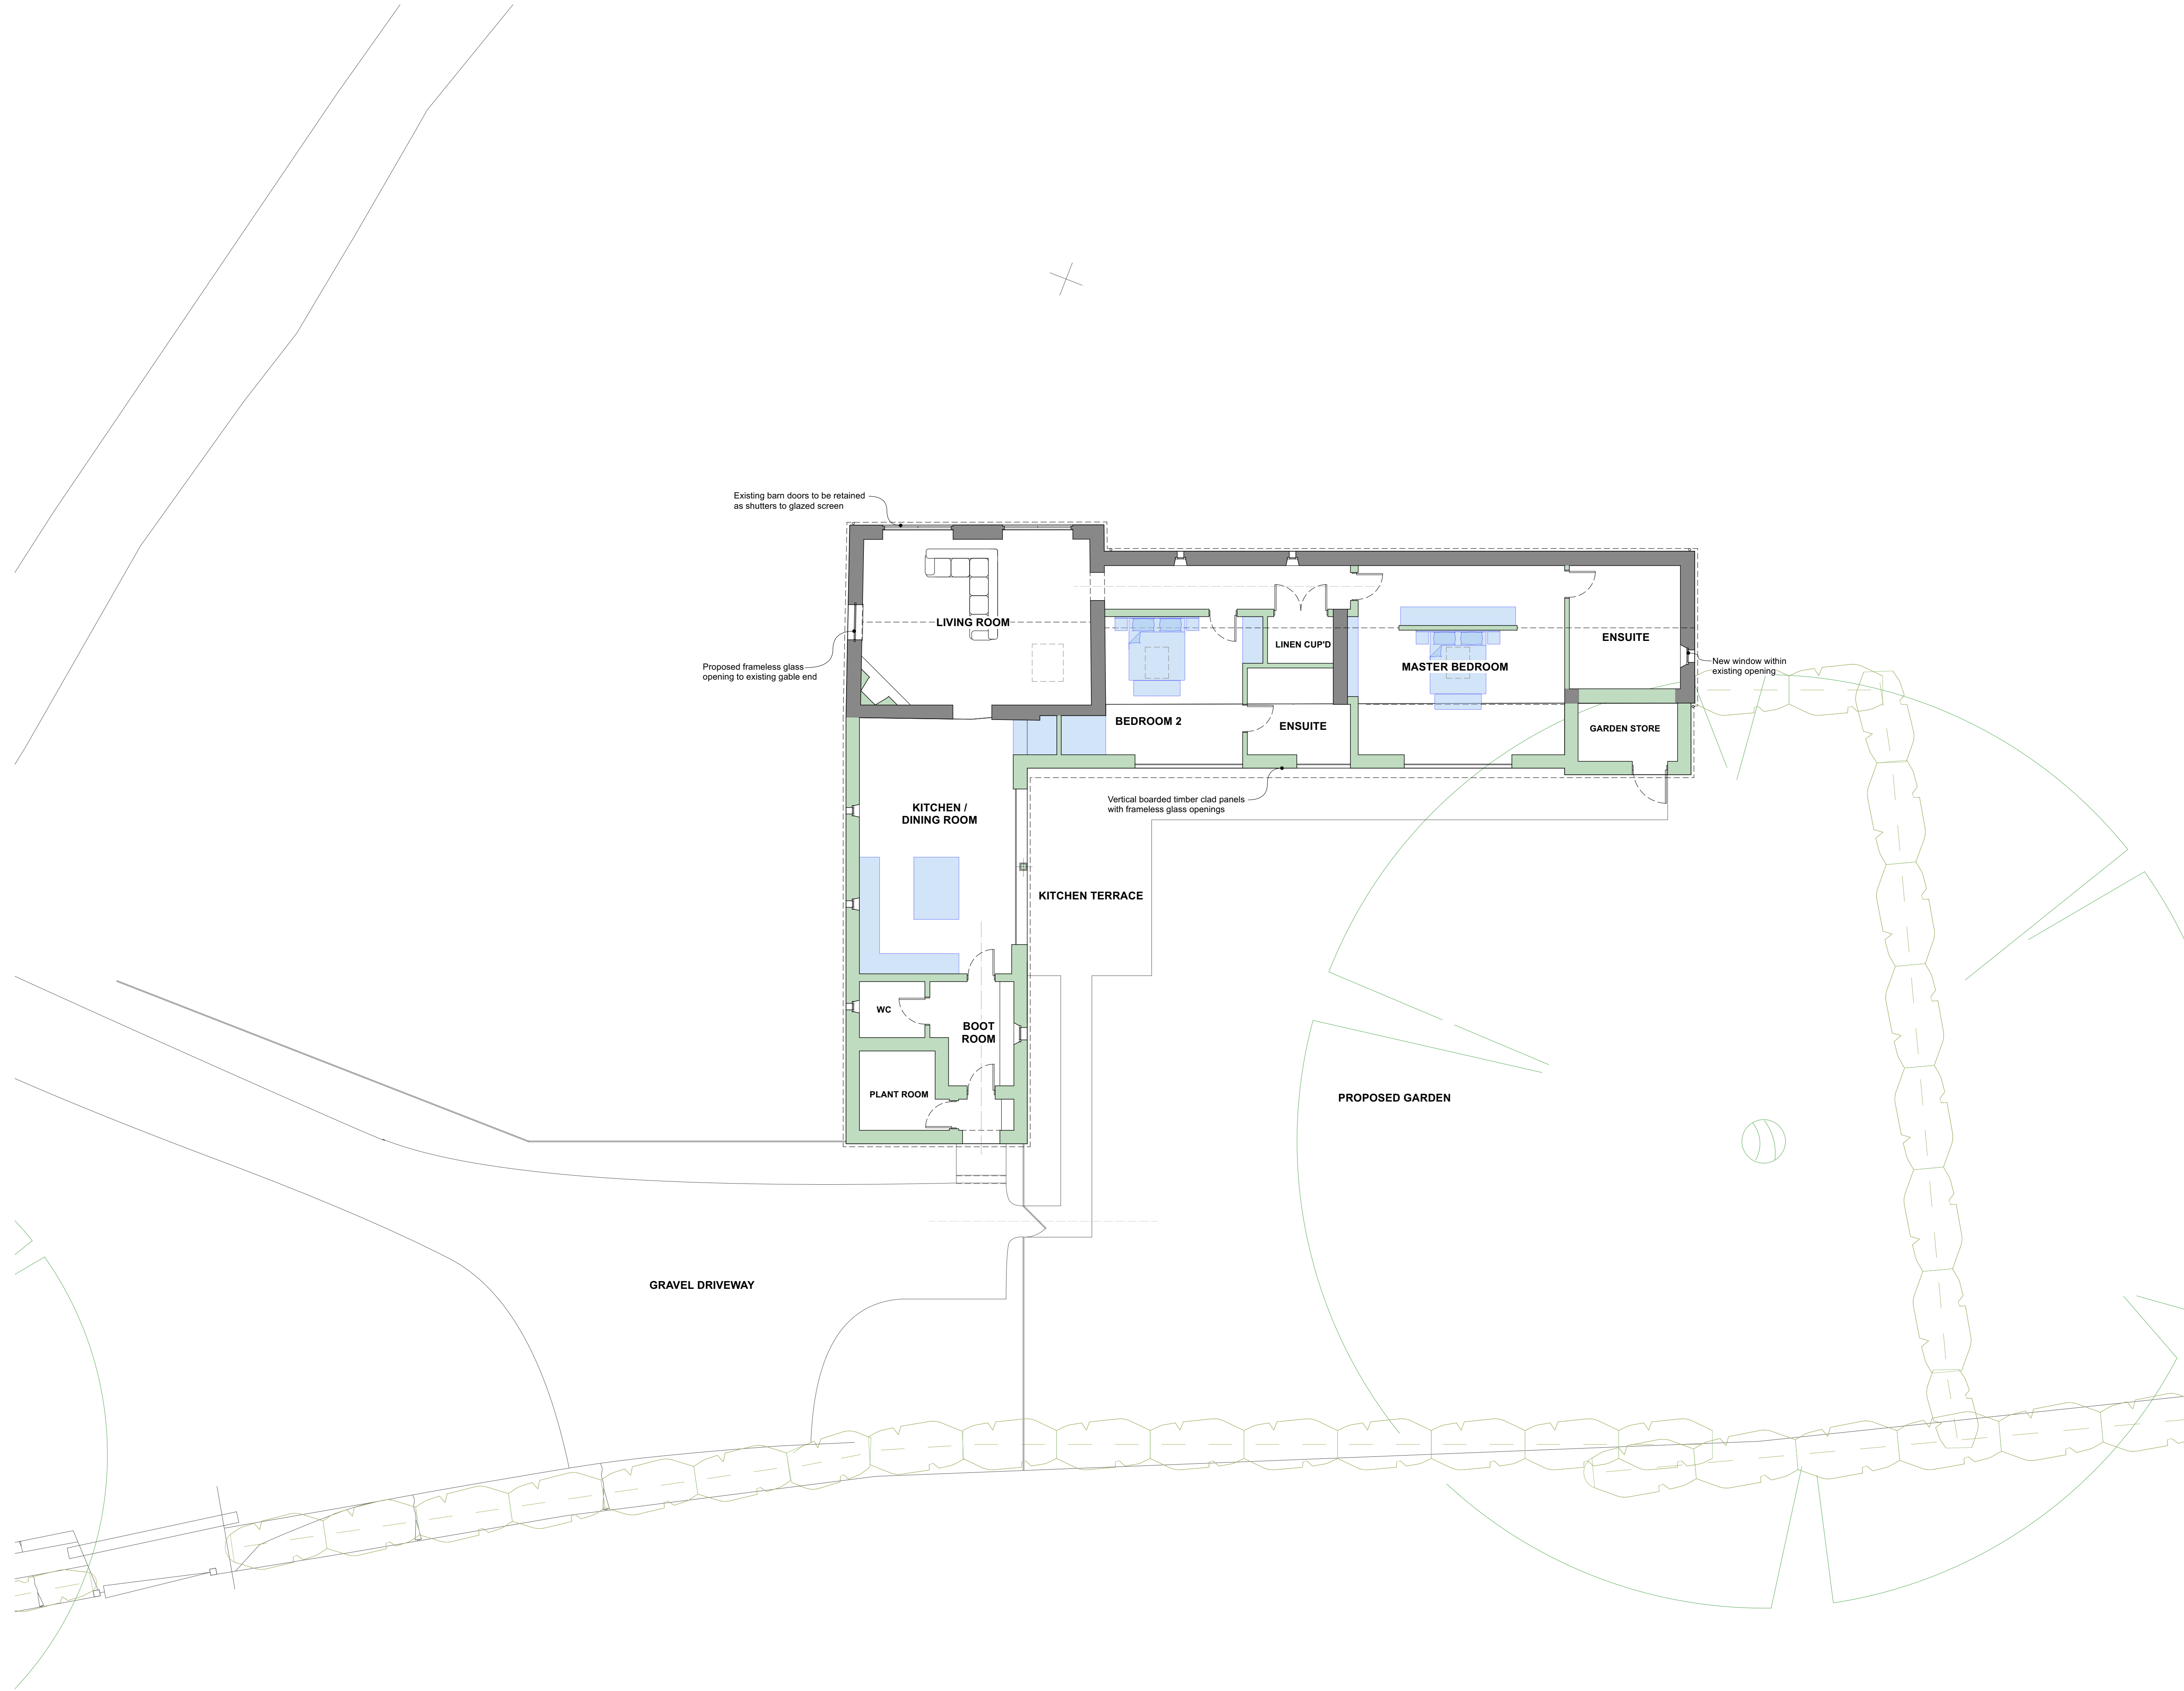 Existing barn doors to be retained
as shutters to glazed screen
LIVING ROOM
Proposed frameless glass
opening to existing gable end
LINEN CUP'D
MASTER BEDROOM
ENSUITE
New window within
existing opening
BEDROOM 2
ENSUITE
GARDEN STORE
Vertical boarded timber clad panels
with frameless glass openings
KITCHEN /
DINING ROOM
KITCHEN TERRACE
WC
BOOT
ROOM
PLANT ROOM
PROPOSED GARDEN
GRAVEL DRIVEWAY